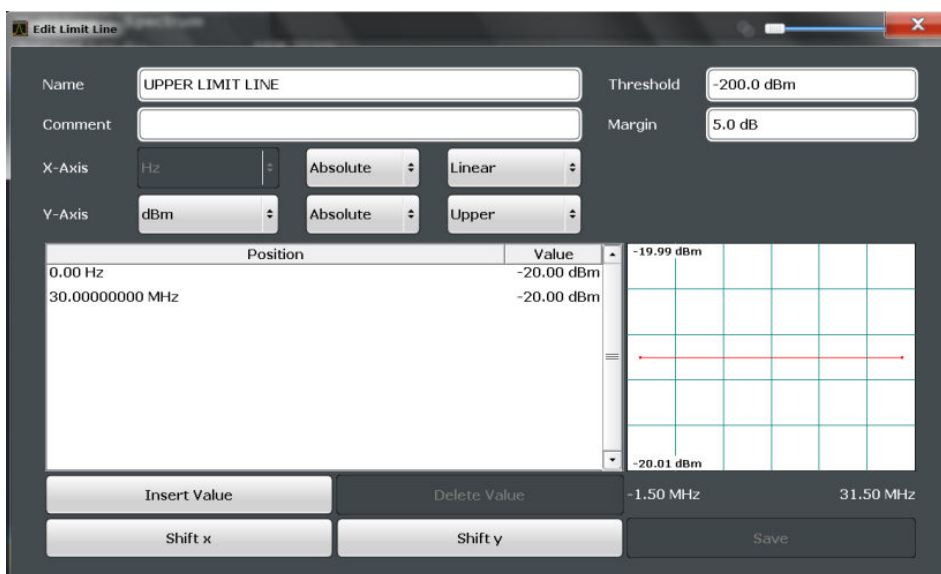 Edit Limit Line
Name UPPER LIMIT LINE Threshold -200.0 dBm
Comment Margin 5.0 dB
X-Axis Hz Absolute Linear
Y-Axis dBm Absolute Upper
Position Value
0.00 Hz -20.00 dBm
30.00000000 MHz -20.00 dBm
-19.99 dBm
-20.01 dBm
-1.50 MHz 31.50 MHz
Insert Value Delete Value
Shift x Shift y Save